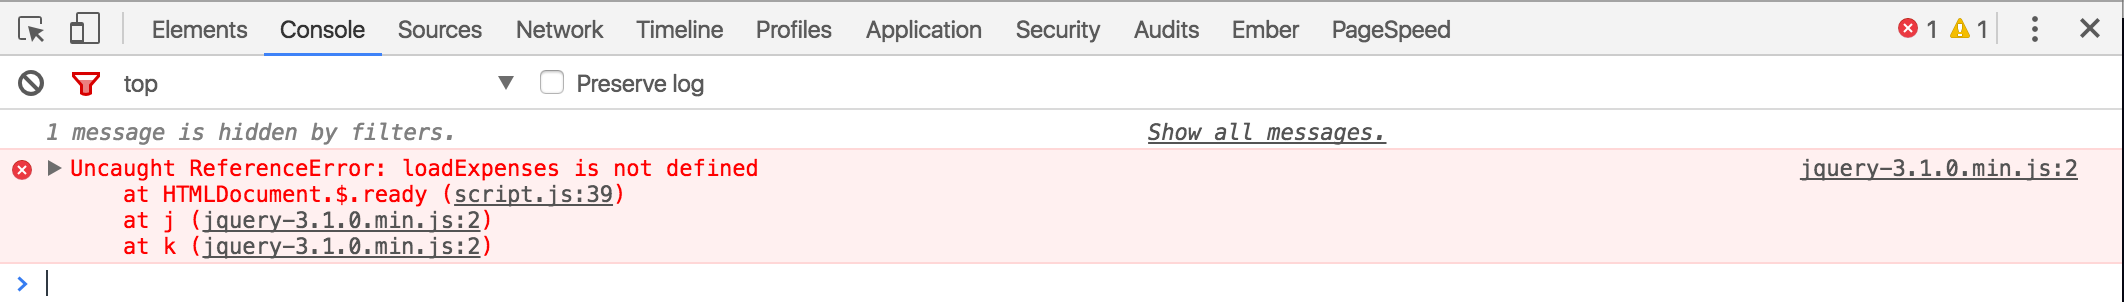 Elements Console Sources Network Timeline Profiles Application Security Audits Ember PageSpeed 1 1
top Preserve log
1 message is hidden by filters. Show all messages.
Uncaught ReferenceError: loadExpenses is not defined jquery-3.1.0.min.js:2
at HTMLDocument.$.ready (script.js:39)
at j (jquery-3.1.0.min.js:2)
at k (jquery-3.1.0.min.js:2)